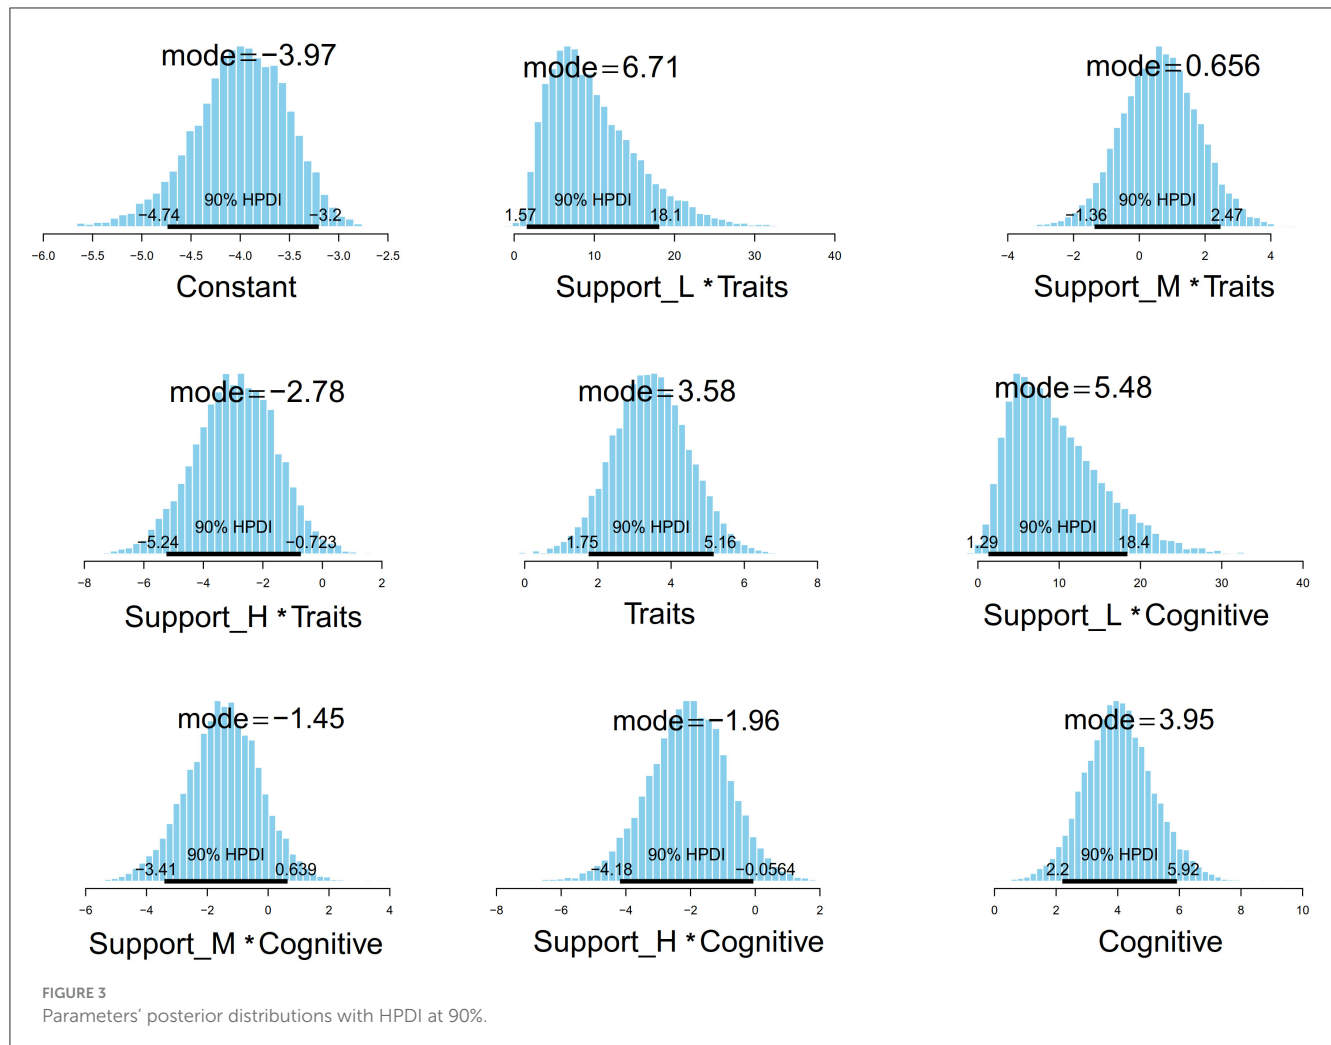 mode=−3.97
90% HPDI
−4.74 −3.2
−6.0 −5.5 −5.0 −4.5 −4.0 −3.5 −3.0 −2.5
Constant
mode=6.71
90% HPDI
1.57 18.1
0 10 20 30 40
Support_L *Traits
mode=0.656
90% HPDI
−1.36 2.47
−4 −2 0 2 4
Support_M *Traits
mode=−2.78
90% HPDI
−5.24 −0.723
−8 −6 −4 −2 0 2
Support_H *Traits
mode=3.58
90% HPDI
1.75 5.16
0 2 4 6 8
Traits
mode=5.48
90% HPDI
1.29 18.4
0 10 20 30 40
Support_L *Cognitive
mode=−1.45
90% HPDI
−3.41 0.639
−6 −4 −2 0 2 4
Support_M *Cognitive
mode=−1.96
90% HPDI
−4.18 −0.0564
−8 −6 −4 −2 0 2
Support_H *Cognitive
mode=3.95
90% HPDI
2.2 5.92
0 2 4 6 8 10
Cognitive
FIGURE 3
Parameters' posterior distributions with HPDI at 90%.